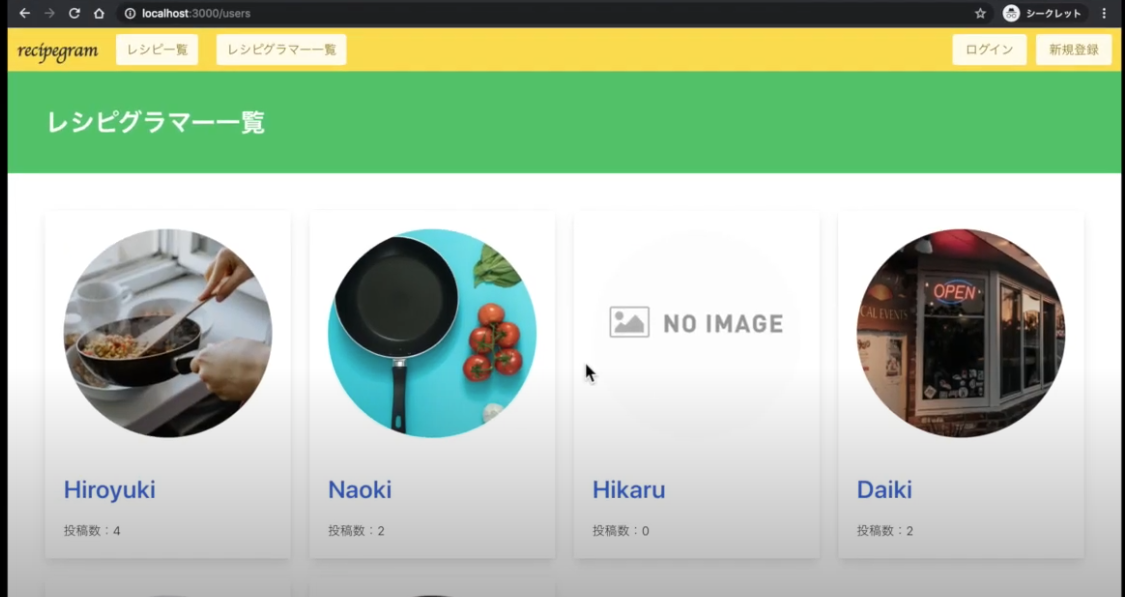 localhost:3000/users
シークレット
recipegram
レシピ一覧
レシピグラマー一覧
ログイン
新規登録
レシピグラマー一覧
NO IMAGE
OPEN
CAL EVENTS
Hiroyuki
Naoki
Hikaru
Daiki
投稿数：4
投稿数：2
投稿数：0
投稿数：2